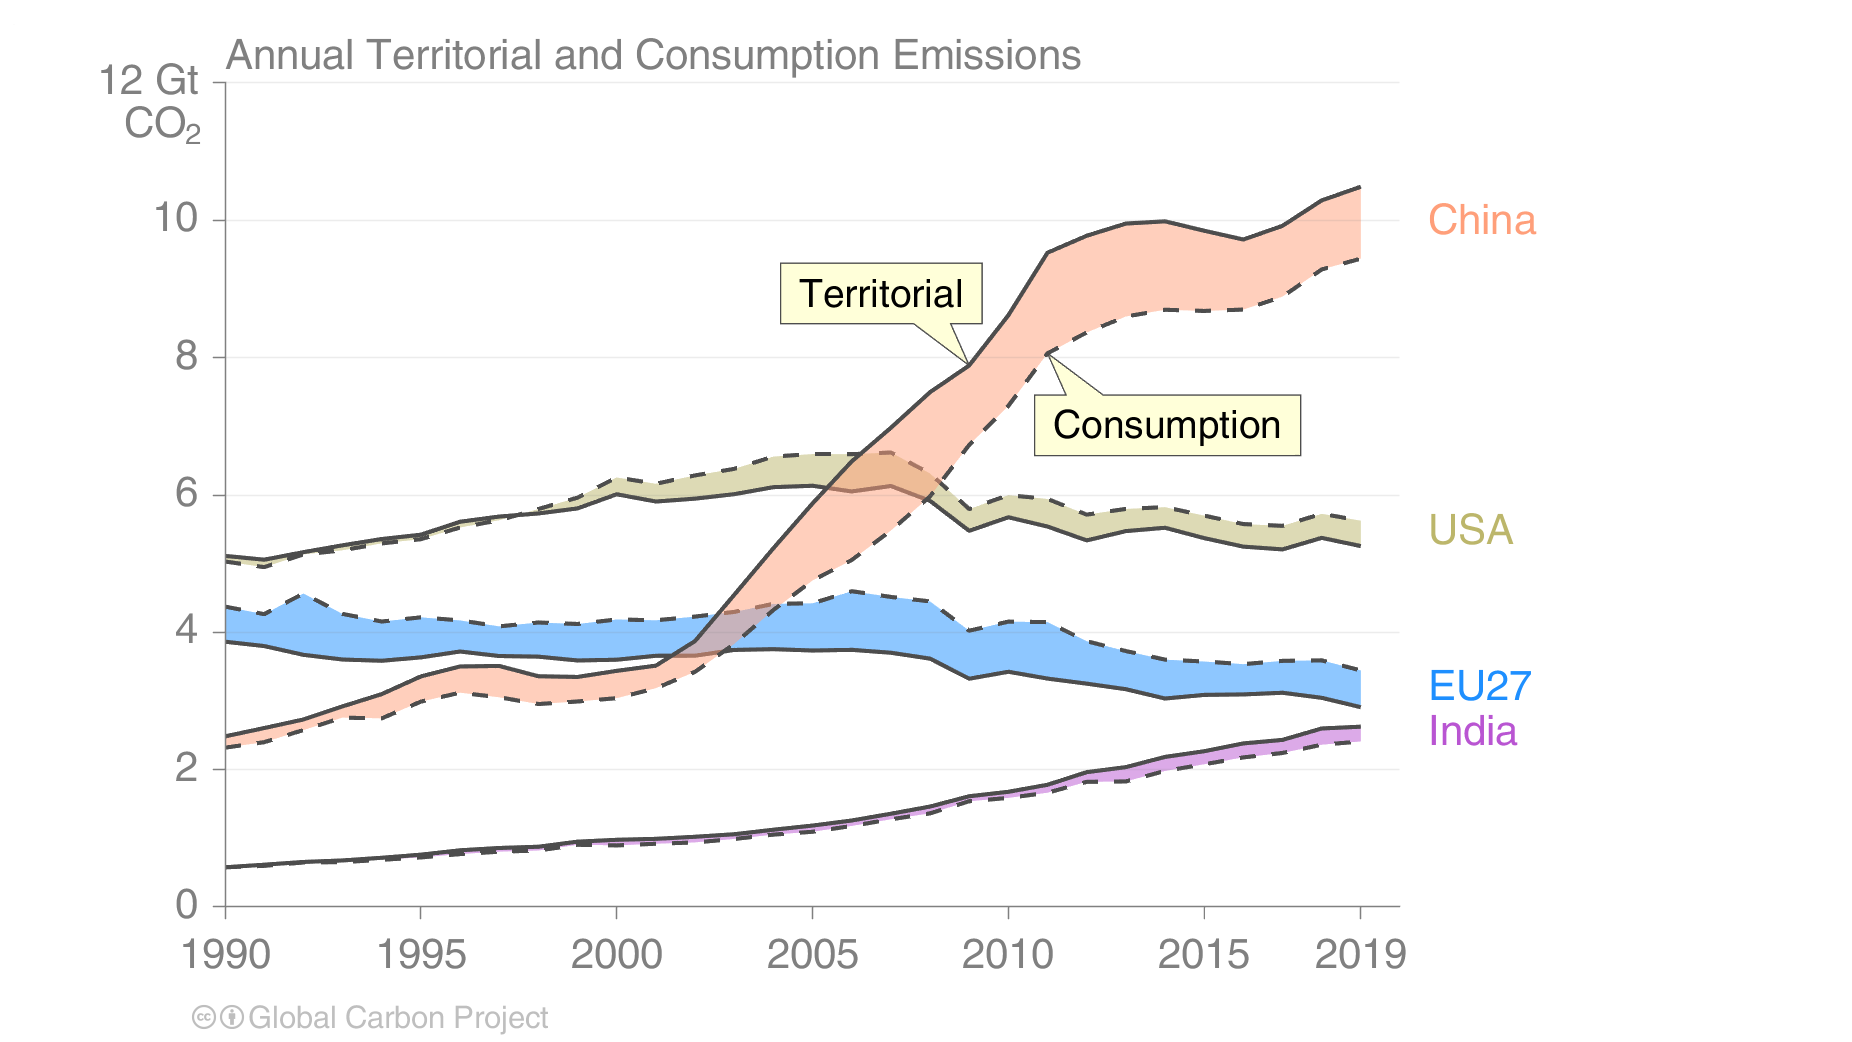 Annual Territorial and Consumption Emissions
12 Gt
CO₂
10
8
6
4
2
0
Territorial
Consumption
China
USA
EU27
India
1990 1995 2000 2005 2010 2015 2019
cc Global Carbon Project